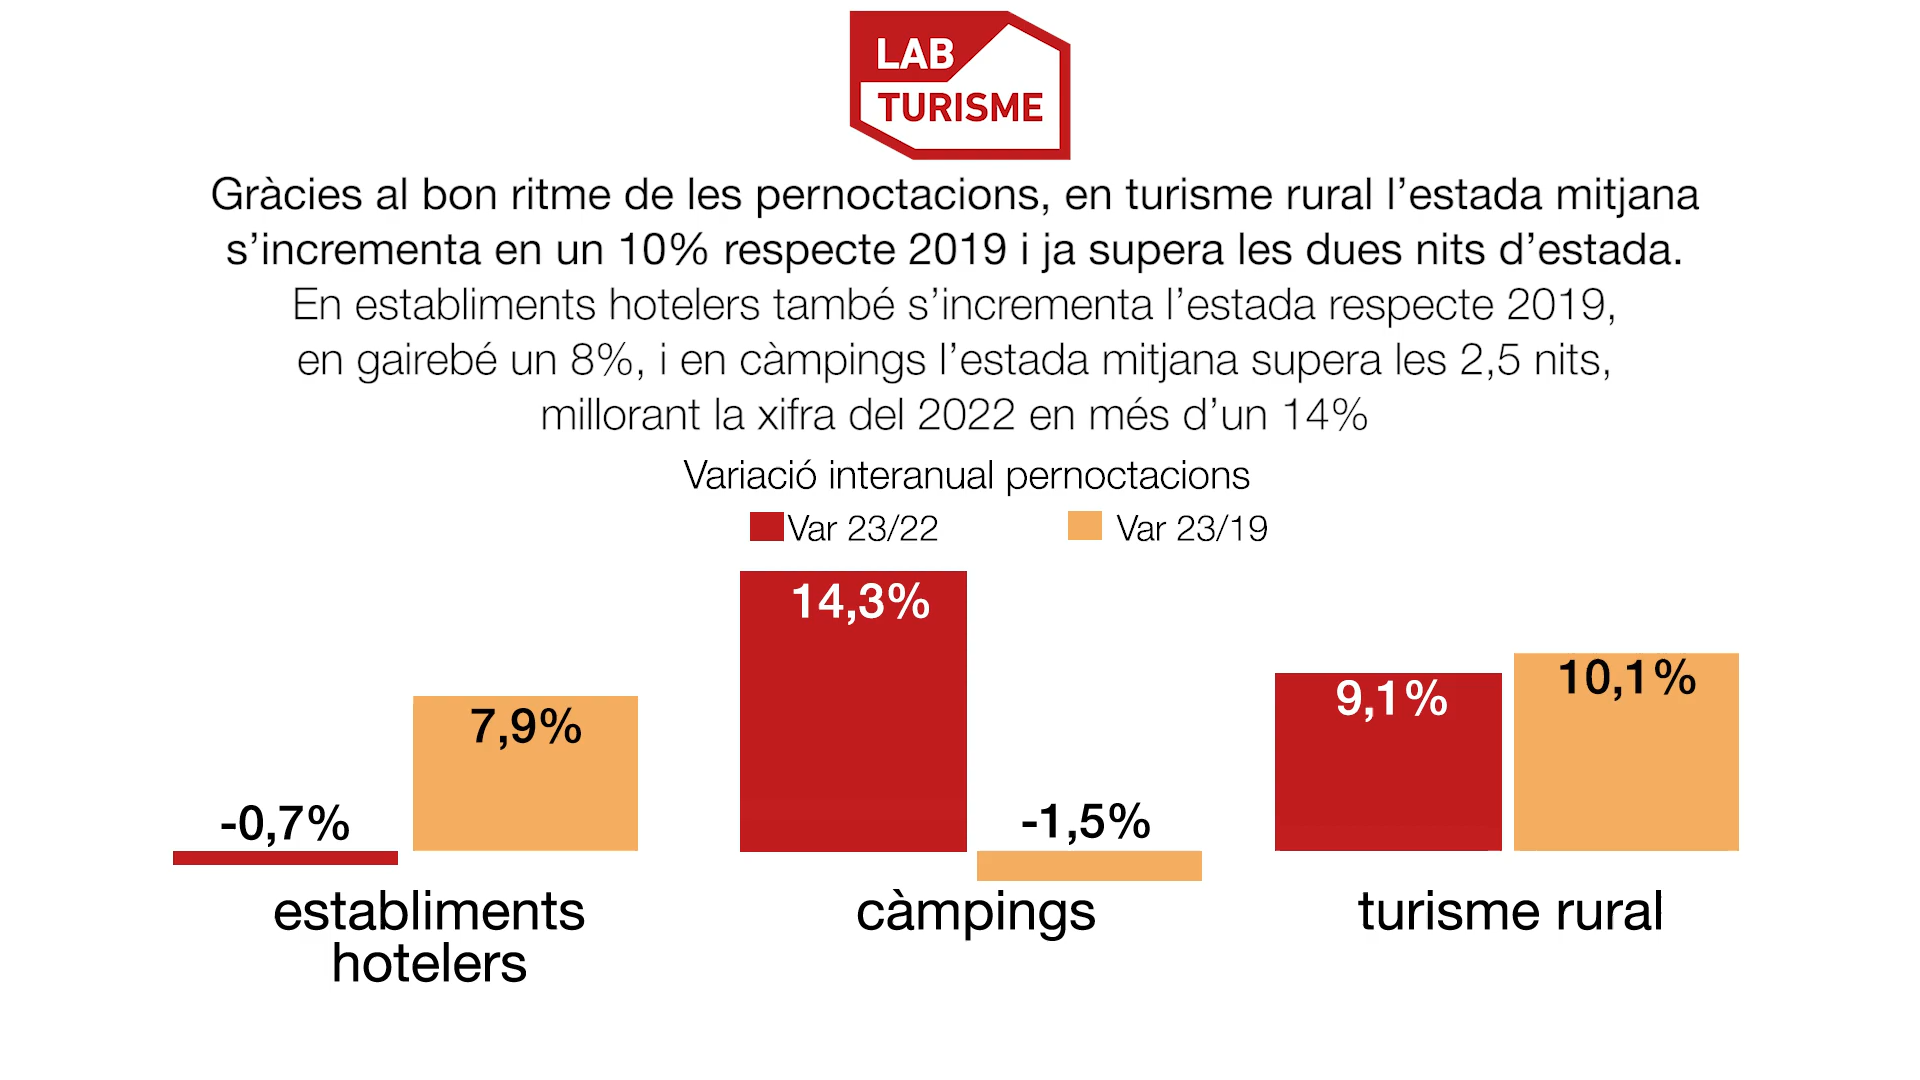 LAB
TURISME
Gràcies al bon ritme de les pernoctacions, en turisme rural l’estada mitjana
s’incrementa en un 10% respecte 2019 i ja supera les dues nits d’estada.
En establiments hotelers també s’incrementa l’estada respecte 2019,
en gairebé un 8%, i en càmpings l’estada mitjana supera les 2,5 nits,
millorant la xifra del 2022 en més d’un 14%
Variació interanual pernoctacions
Var 23/22 Var 23/19
-0,7%
7,9%
14,3%
-1,5%
9,1%
10,1%
establiments
hotelers
càmpings
turisme rural